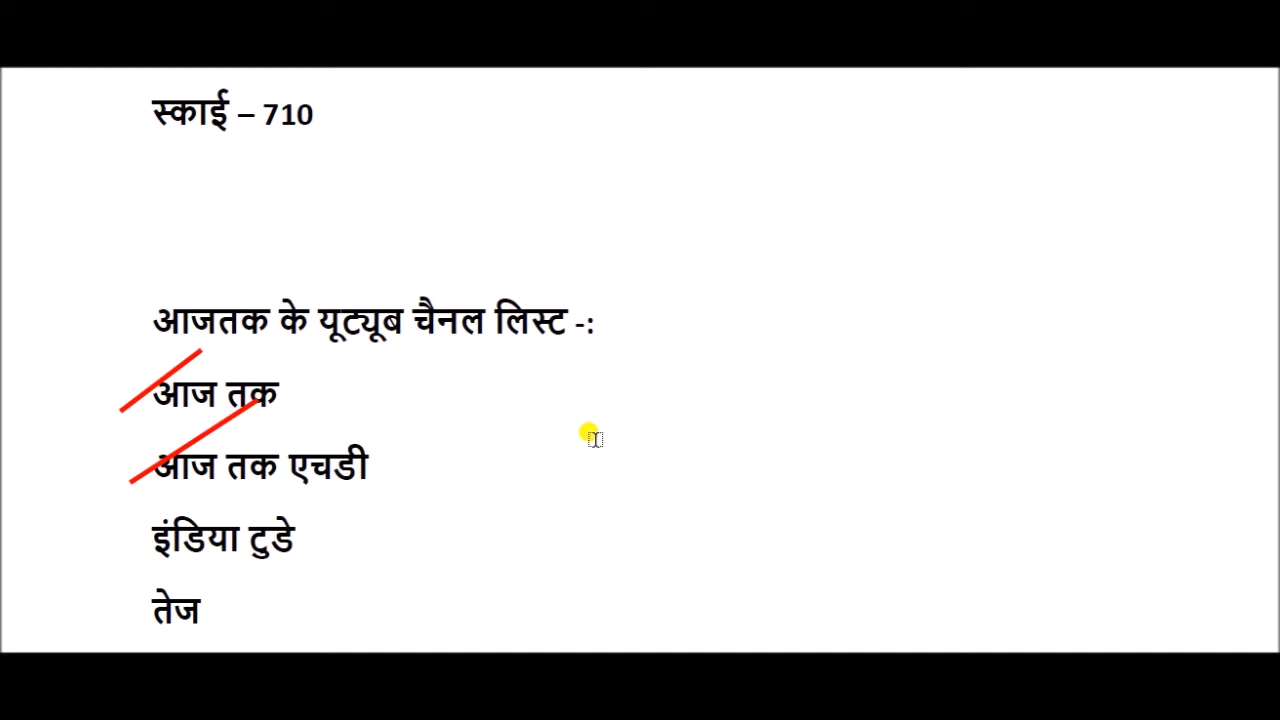 स्काई – 710
आजतक के यूट्यूब चैनल लिस्ट -:
आज तक
आज तक एचडी
इंडिया टुडे
तेज